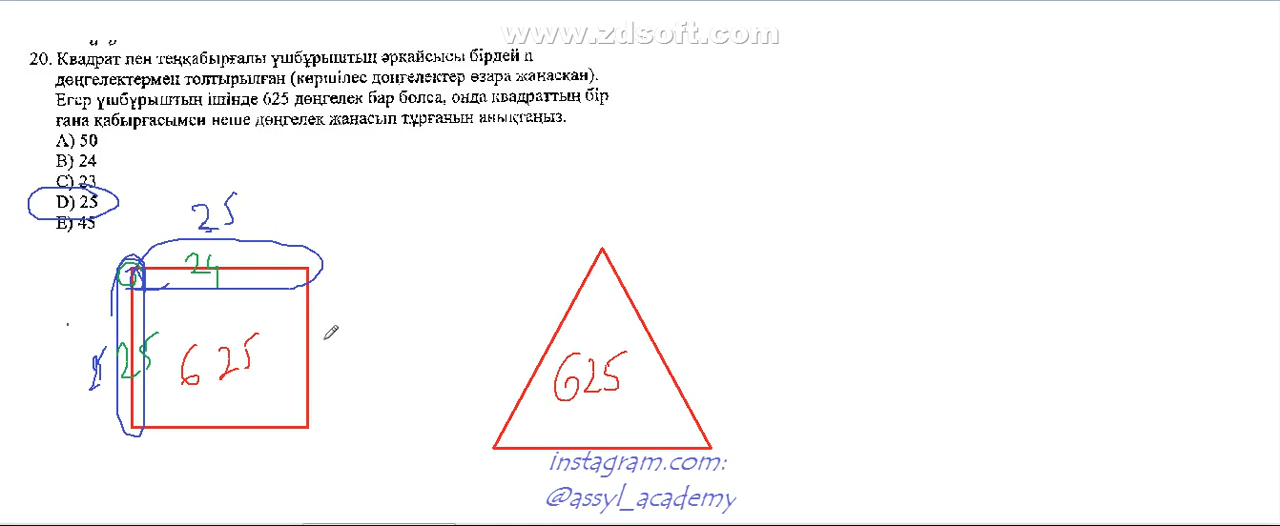 www.zdsoft.com
20. Квадрат пен теңқабырғалы үшбұрыштың әрқайсысы бірдей n
дөңгелектермен толтырылған (көршілес дөңгелектер өзара жанасқан).
Егер үшбұрыштың ішінде 625 дөңгелек бар болса, онда квадраттың бір
ғана қабырғасымен неше дөңгелек жанасып тұрғанын анықтаңыз.
A) 50
B) 24
C) 23
D) 25
E) 45
25
24
25
625
625
instagram.com:
@assyl_academy